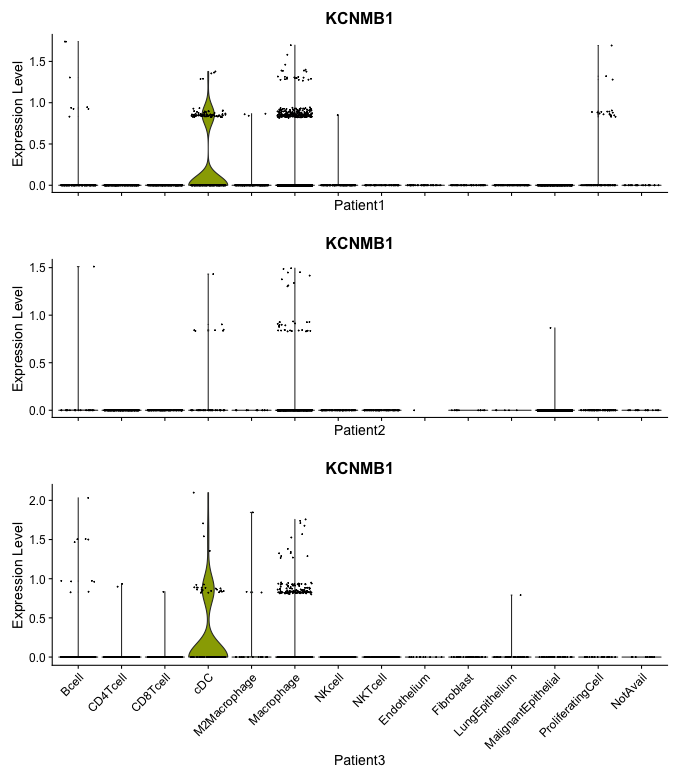 KCNMB1
Expression Level
1.5
1.0
0.5
0.0
Patient1
KCNMB1
Expression Level
1.5
1.0
0.5
0.0
Patient2
KCNMB1
Expression Level
2.0
1.5
1.0
0.5
0.0
Bcell
CD4Tcell
CD8Tcell
cDC
M2Macrophage
Macrophage
NKcell
NKTcell
Endothelium
Fibroblast
LungEpithelium
MalignantEpithelial
ProliferatingCell
NotAvail
Patient3